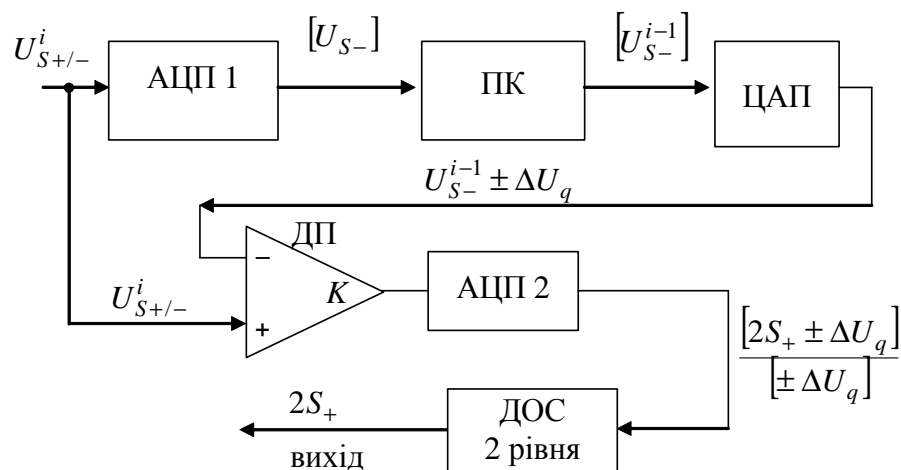 U^i_{S+/-}
АЦП 1
[U_{S-}]
ПК
[U^{i-1}_{S-}]
ЦАП
U^{i-1}_{S-} ± ΔU_q
ДП
−
K
+
U^i_{S+/-}
АЦП 2
[2S_+ ± ΔU_q]
[± ΔU_q]
2S_+
вихід
ДОС
2 рівня